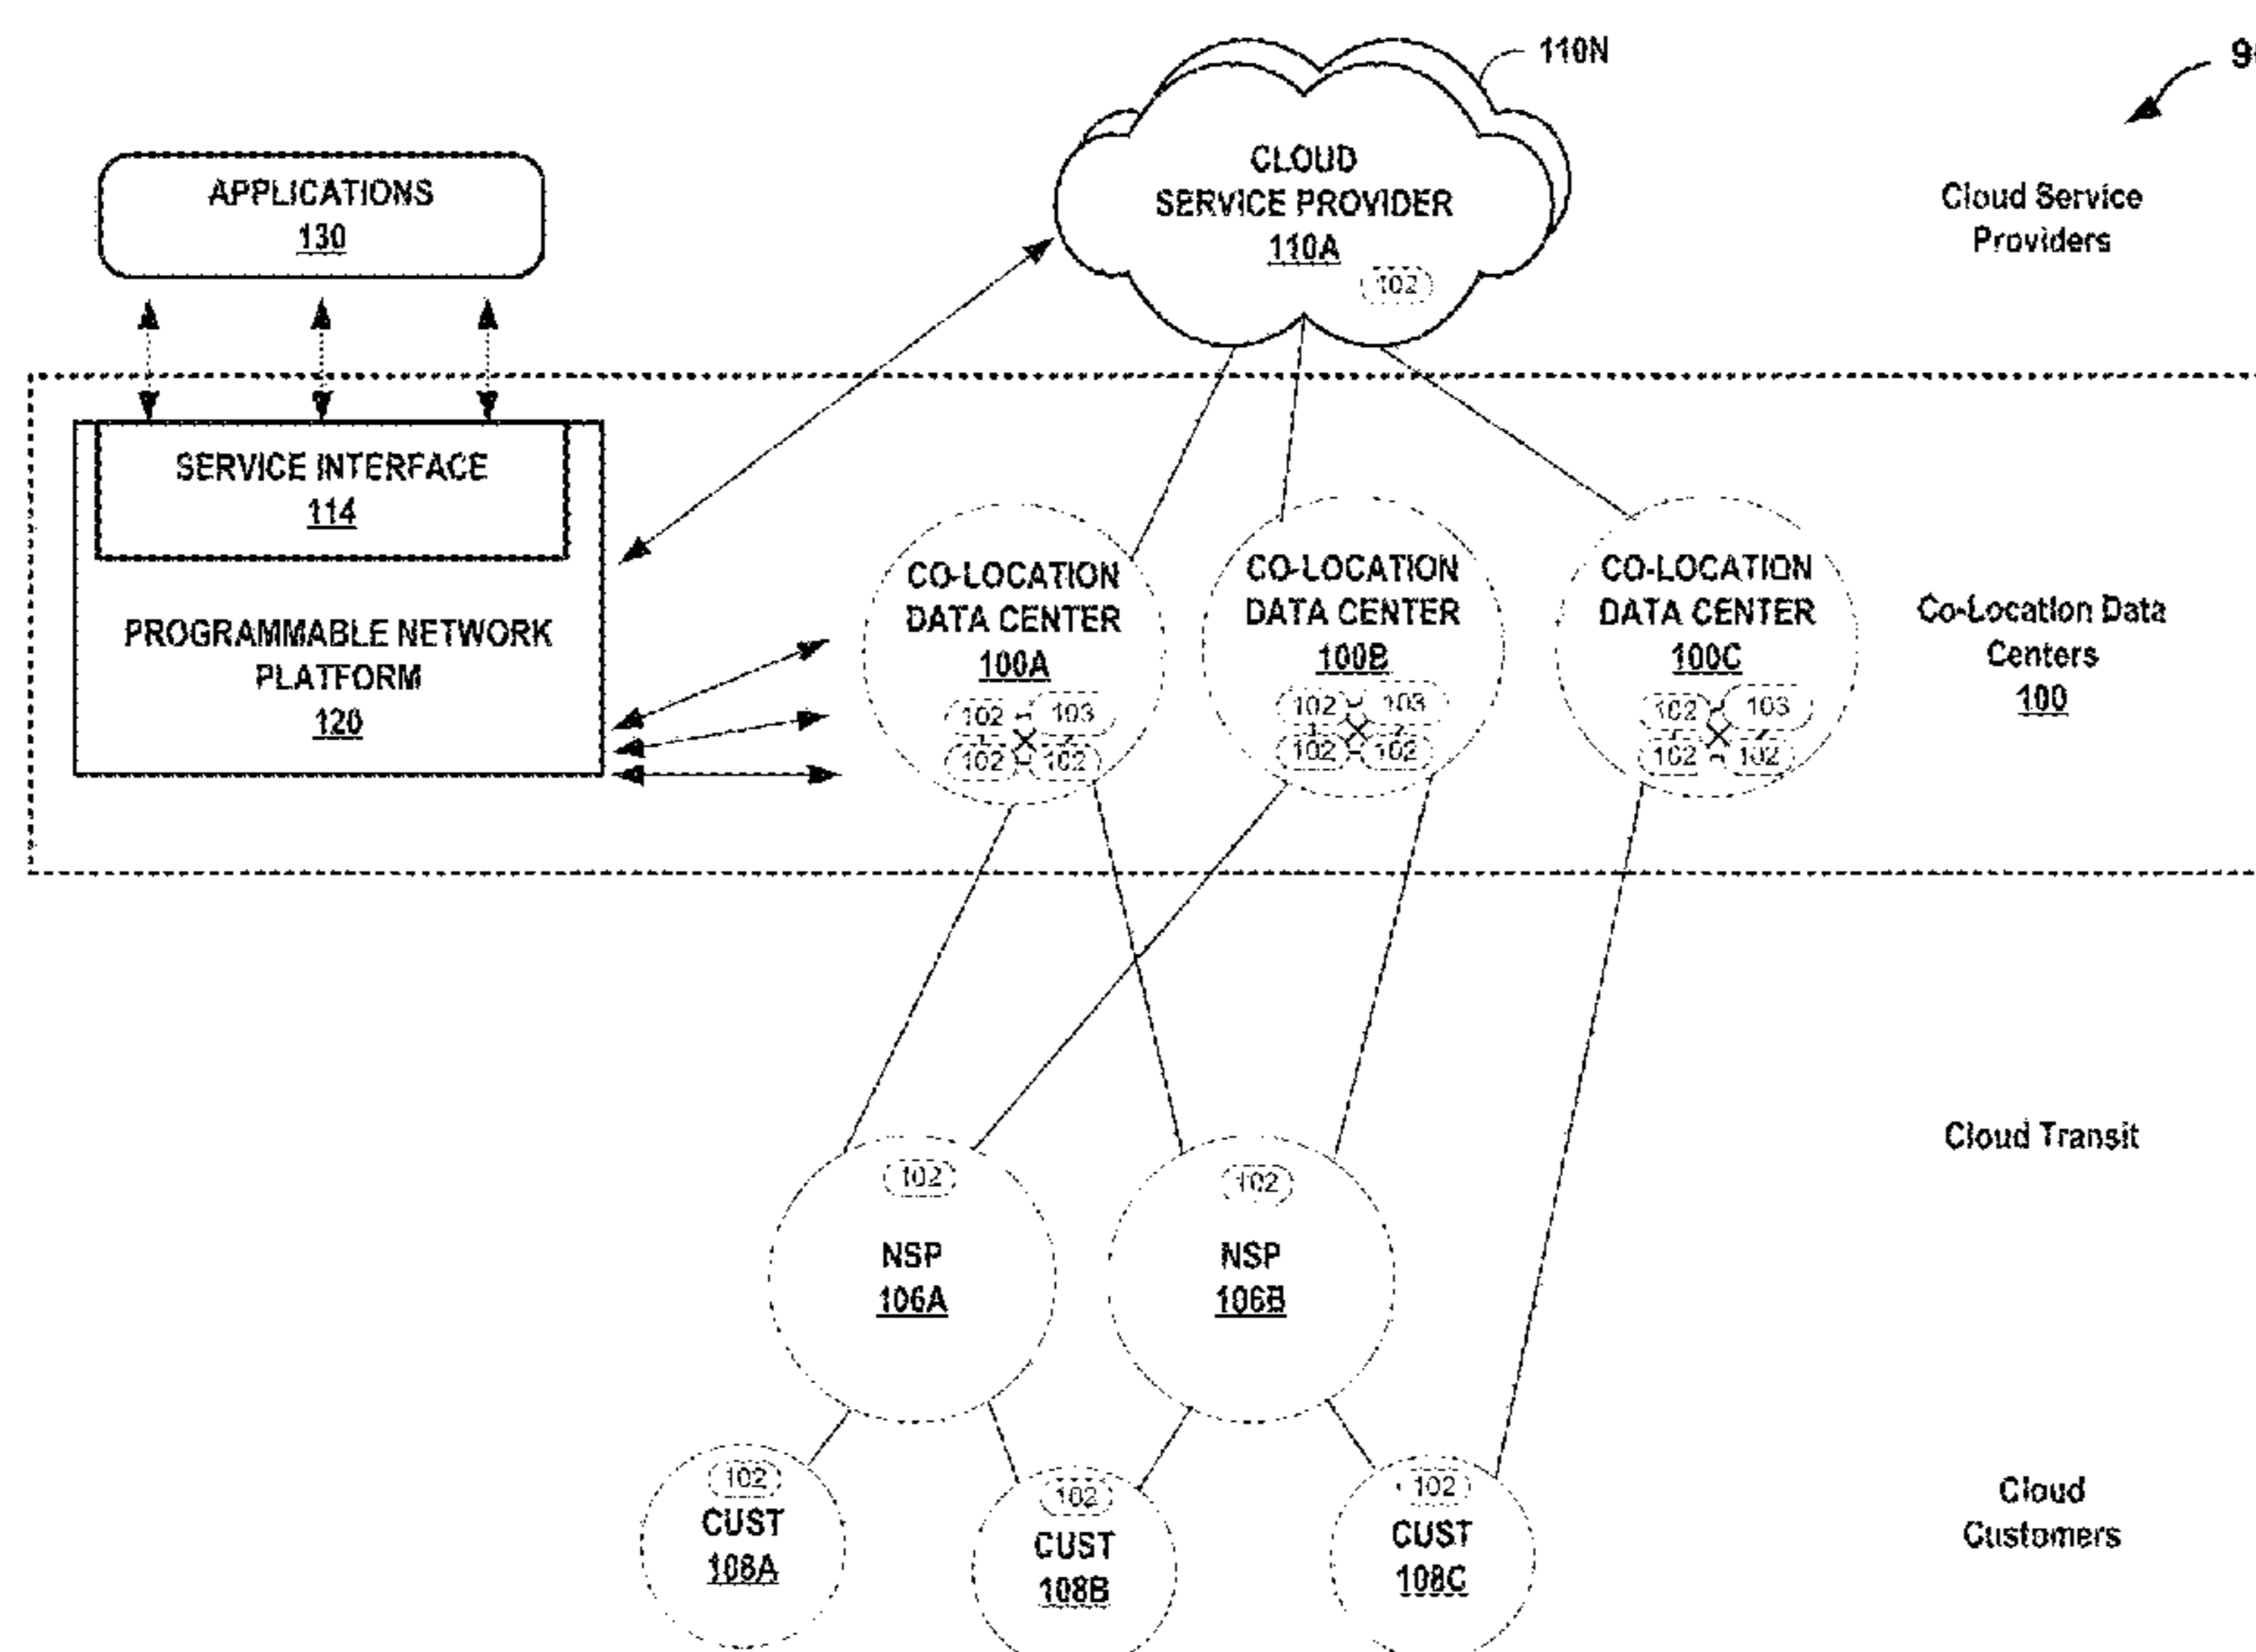 110N
APPLICATIONS
130
CLOUD
SERVICE PROVIDER
110A
102
Cloud Service
Providers
SERVICE INTERFACE
114
PROGRAMMABLE NETWORK
PLATFORM
120
CO-LOCATION
DATA CENTER
100A
102 103
102 102
CO-LOCATION
DATA CENTER
100B
102 103
102 102
CO-LOCATION
DATA CENTER
100C
102 103
102 102
Co-Location Data
Centers
100
Cloud Transit
102
NSP
106A
102
NSP
106B
102
CUST
108A
102
CUST
108B
102
CUST
108C
Cloud
Customers